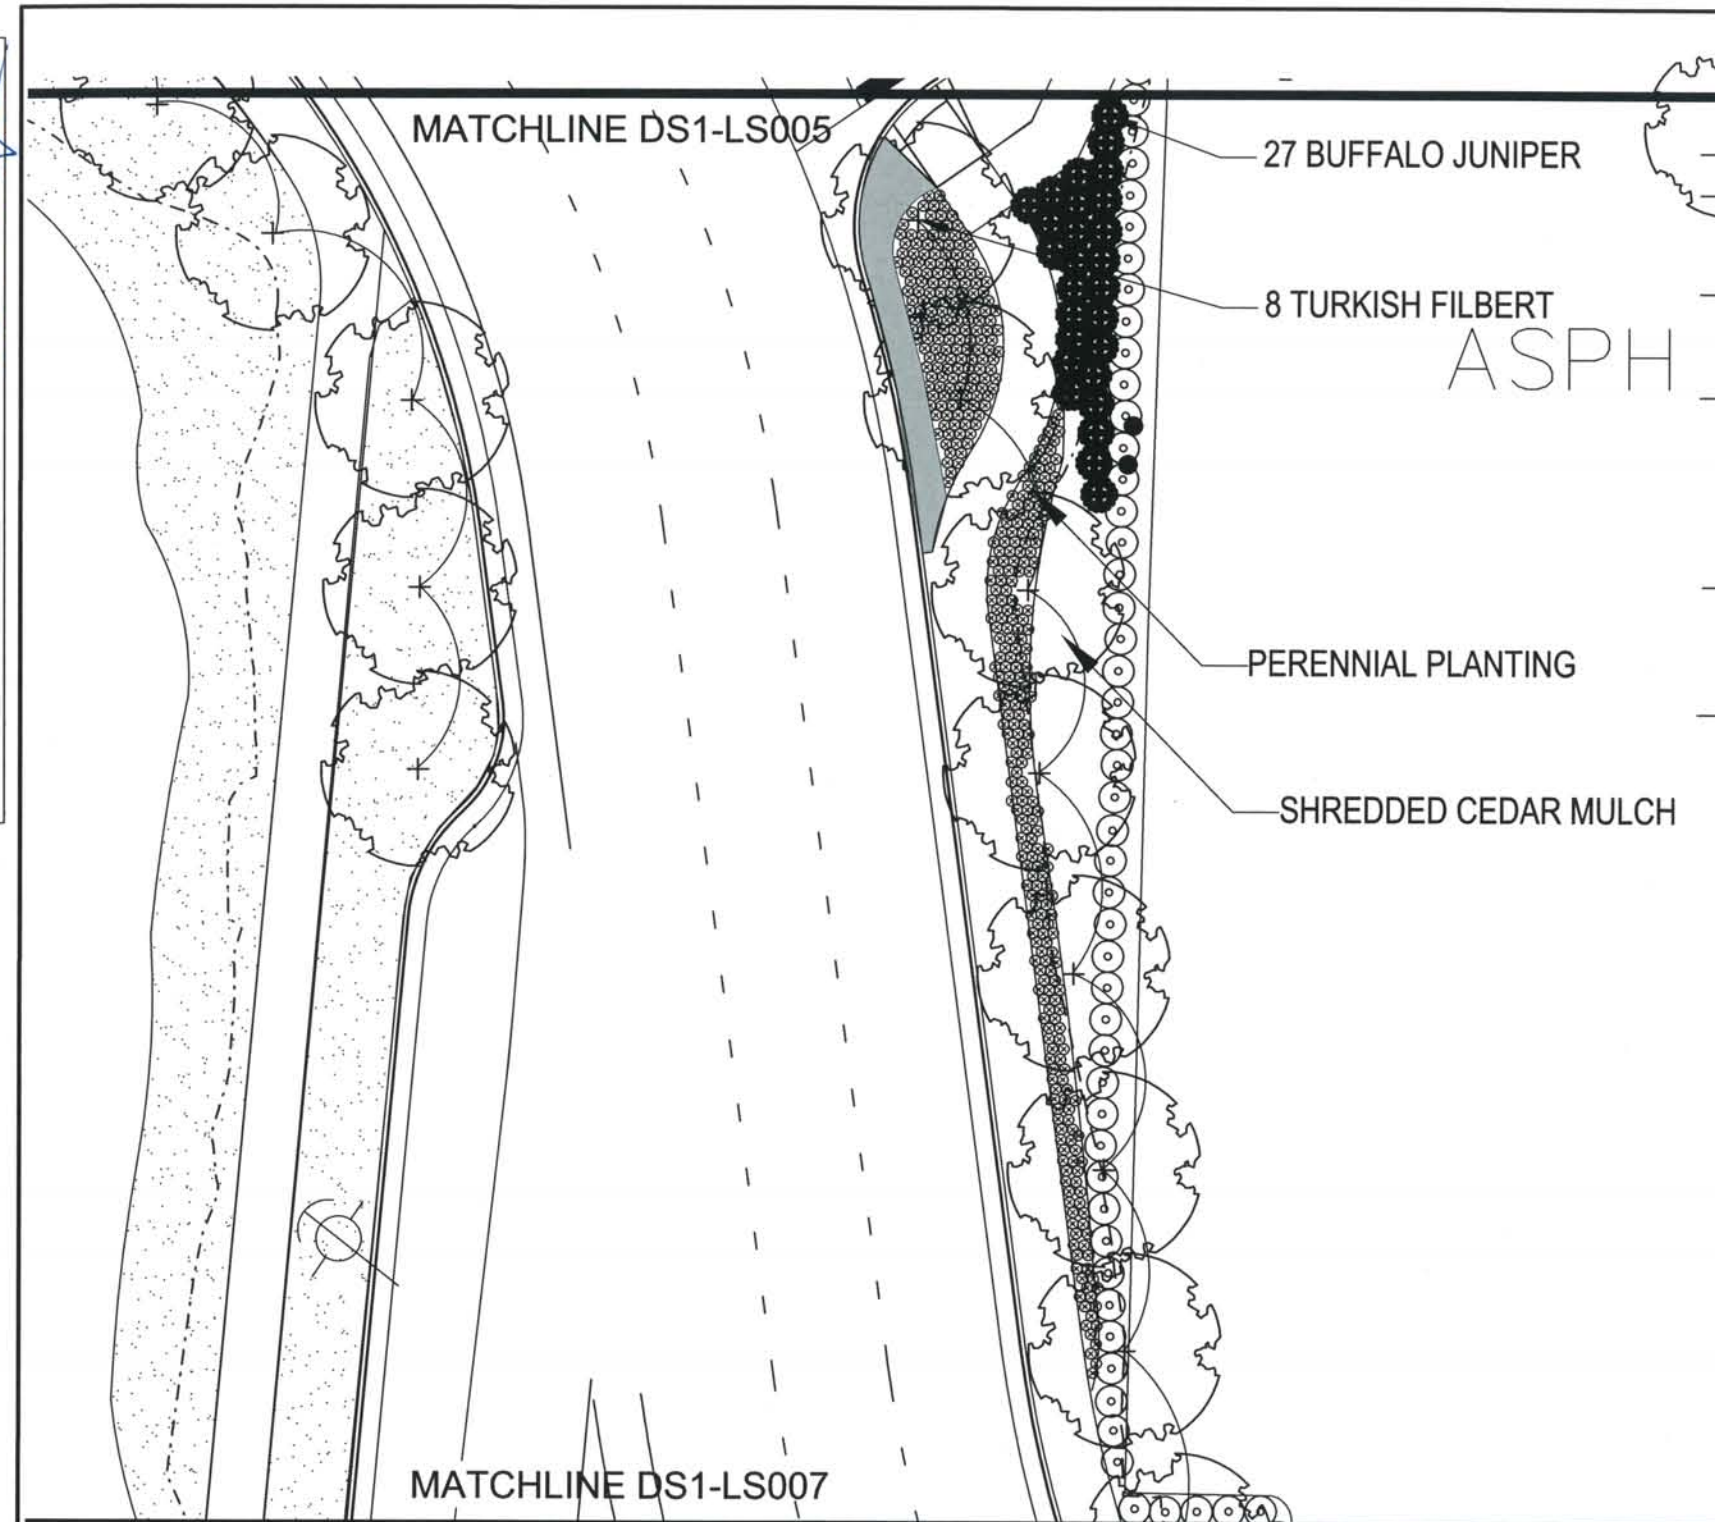 MATCHLINE DS1-LS005
27 BUFFALO JUNIPER
8 TURKISH FILBERT
ASPH
PERENNIAL PLANTING
SHREDDED CEDAR MULCH
MATCHLINE DS1-LS007